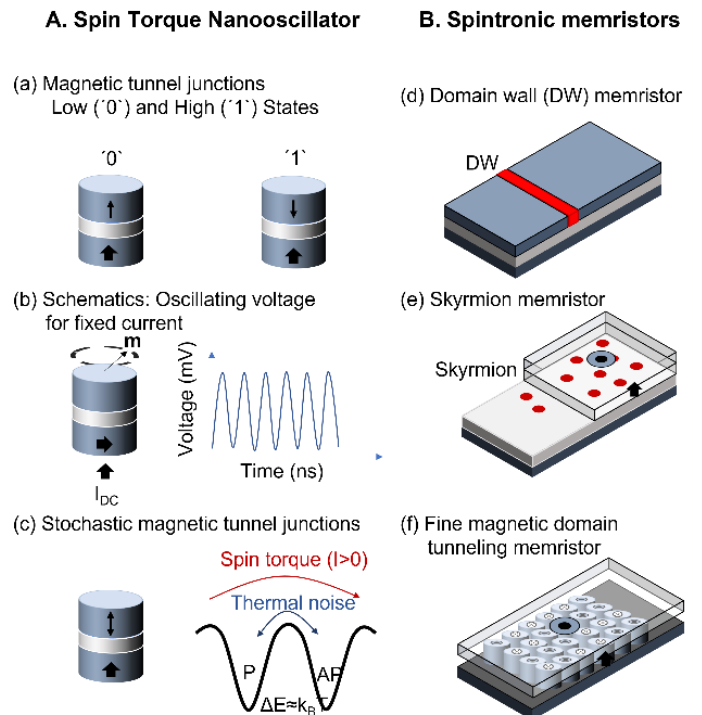 A. Spin Torque Nanooscillator
(a) Magnetic tunnel junctions
Low (´0`) and High (´1`) States
´0`
´1`
(b) Schematics: Oscillating voltage
for fixed current
m
Voltage (mV)
Time (ns)
I_DC
(c) Stochastic magnetic tunnel junctions
Spin torque (I>0)
Thermal noise
P
AP
ΔE≈k_BT
B. Spintronic memristors
(d) Domain wall (DW) memristor
DW
(e) Skyrmion memristor
Skyrmion
(f) Fine magnetic domain
tunneling memristor